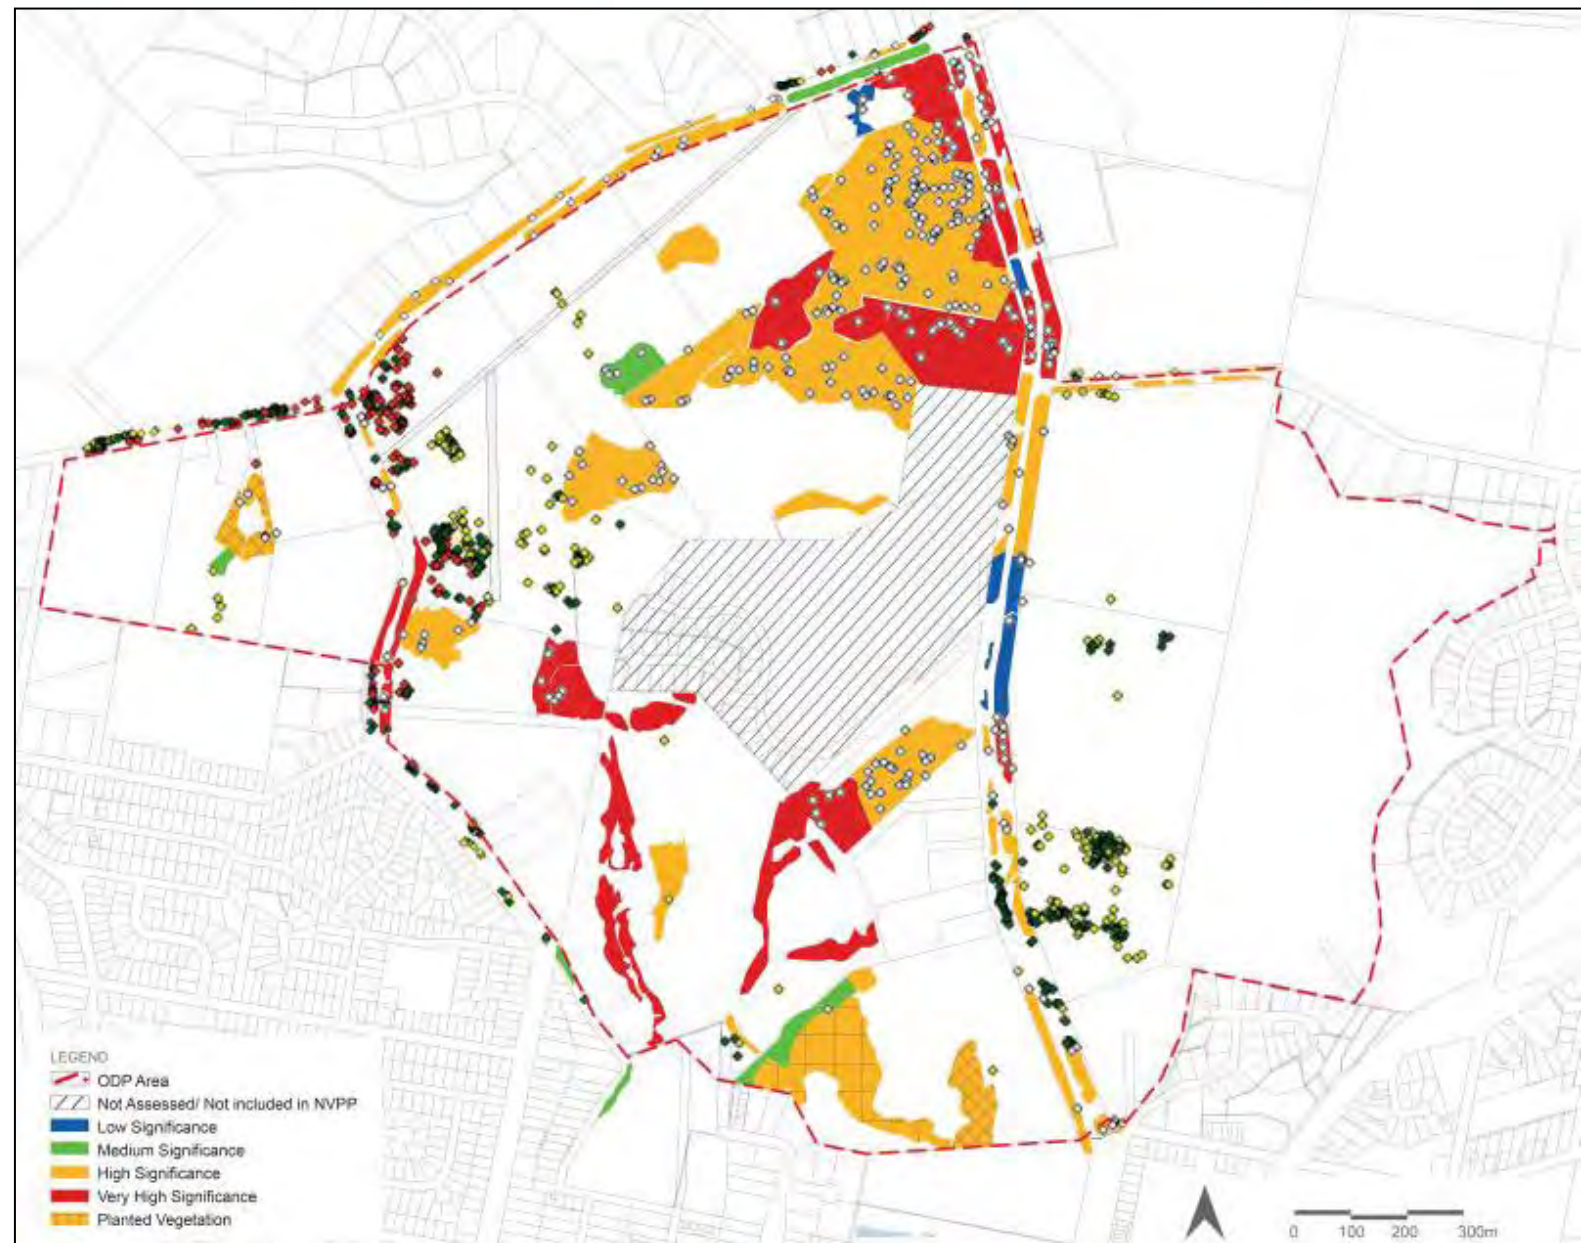 LEGEND
ODP Area
Not Assessed/ Not included in NVPP
Low Significance
Medium Significance
High Significance
Very High Significance
Planted Vegetation
0 100 200 300m